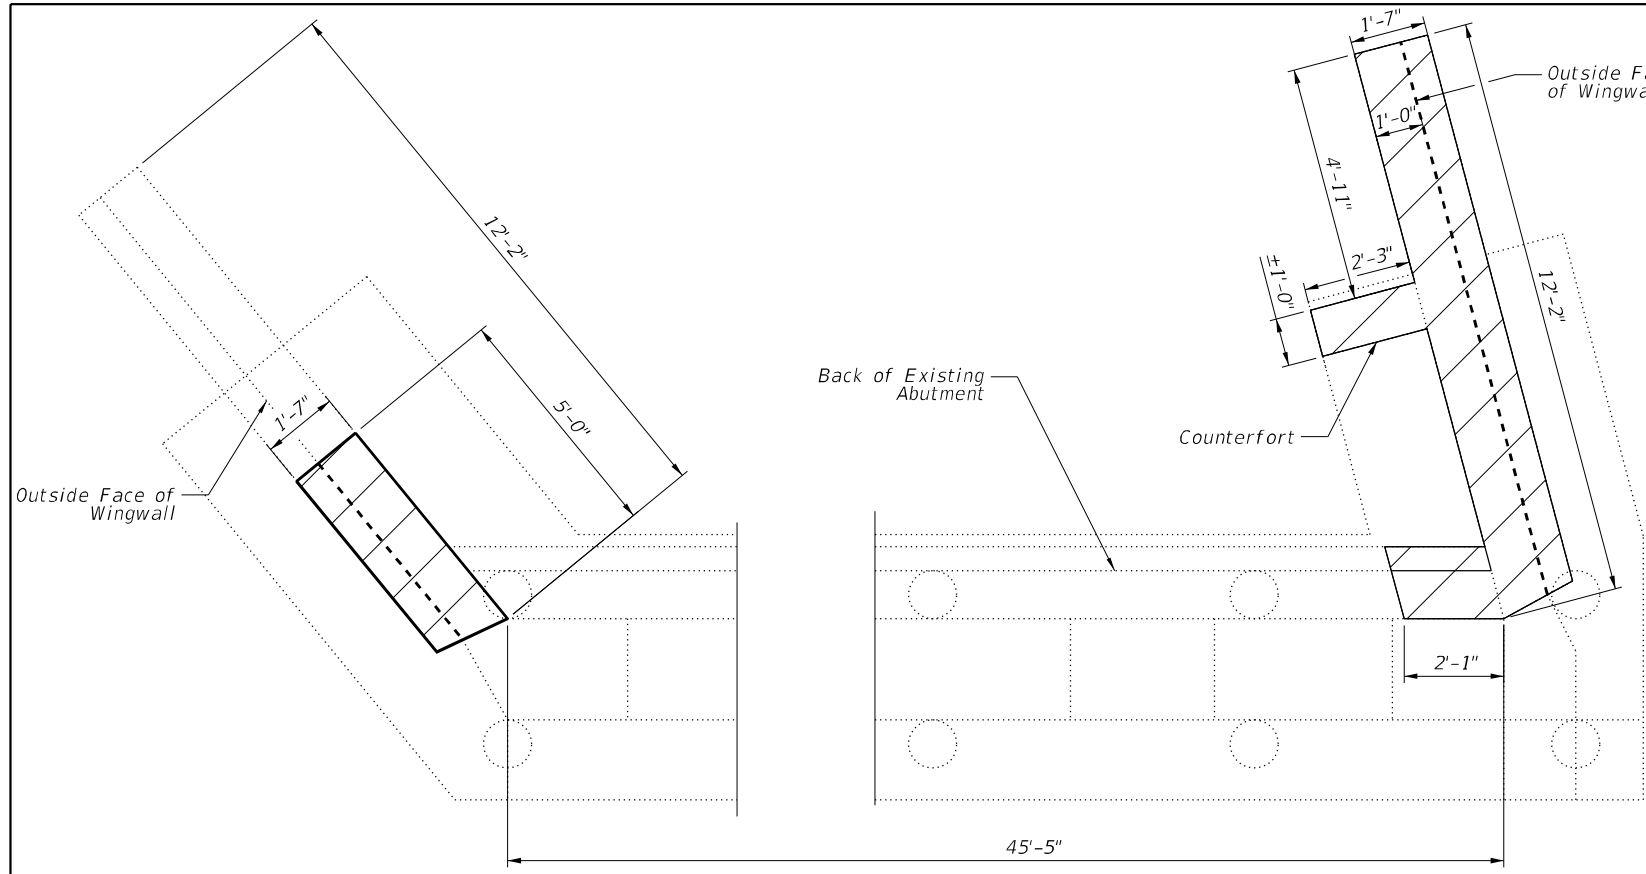 1'-7"
Outside
of
1'-0"
4'-11"
12'-2"
2'-3"
±1'-0"
12'-2"
Back of Existing
Abutment
5'-0"
1'-7"
Counterfort
Outside Face of
Wingwall
2'-1"
45'-5"